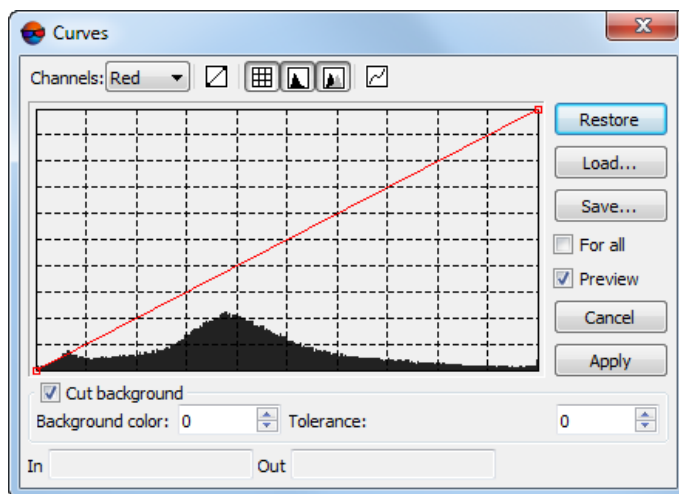 Curves
Channels: Red
Restore
Load...
Save...
For all
Preview
Cancel
Apply
Cut background
Background color: 0 Tolerance: 0
In Out